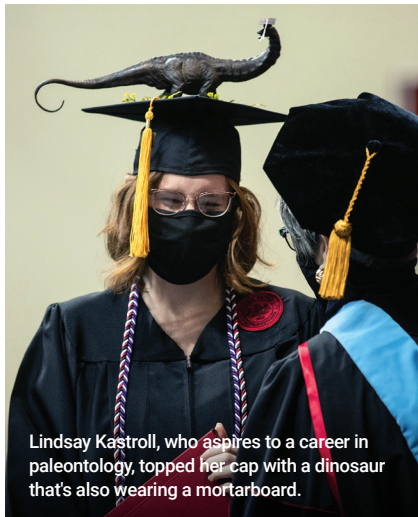 Lindsay Kastroll, who aspires to a career in
paleontology, topped her cap with a dinosaur
that's also wearing a mortarboard.